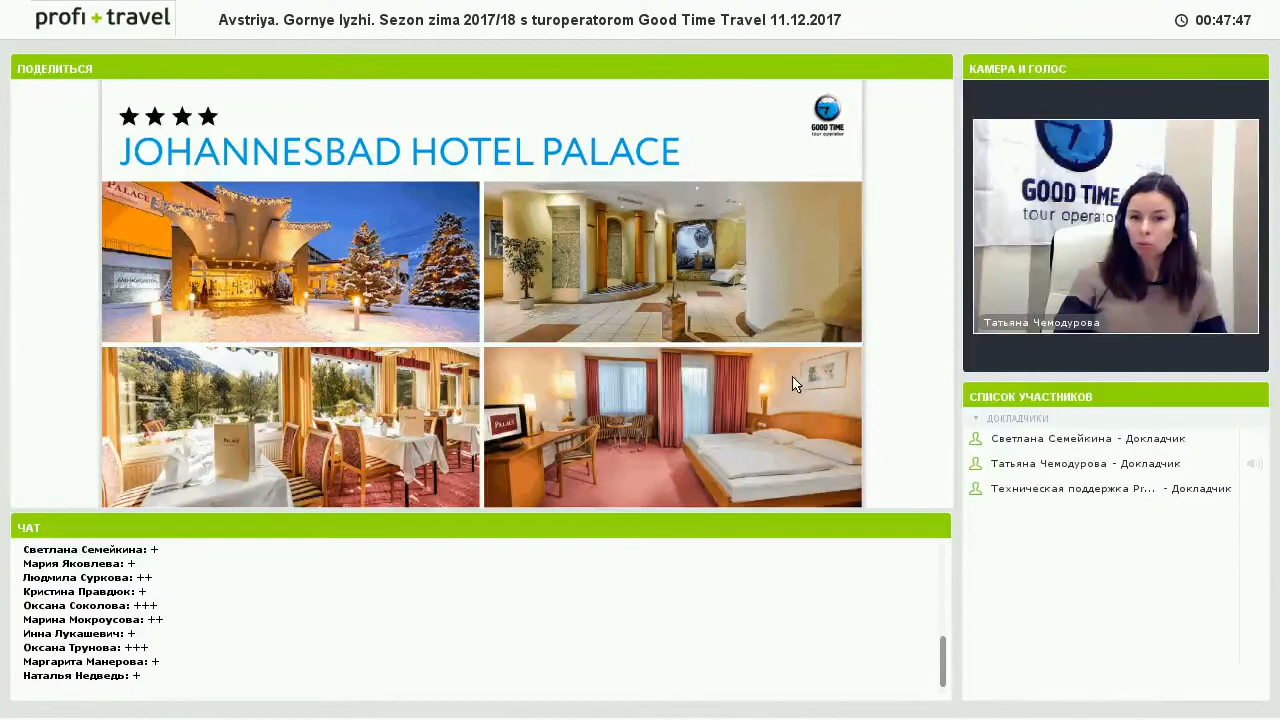 profi + travel
Avstriya. Gornye lyzhi. Sezon zima 2017/18 s turoperatorom Good Time Travel 11.12.2017
00:47:47
ПОДЕЛИТЬСЯ
GOOD TIME
tour operator
JOHANNESBAD HOTEL PALACE
PALACE
PALACE
PALACE
КАМЕРА И ГОЛОС
GOOD TIME
tour operator
Татьяна Чемодурова
СПИСОК УЧАСТНИКОВ
ДОКЛАДЧИКИ
Светлана Семейкина - Докладчик
Татьяна Чемодурова - Докладчик
Техническая поддержка Pr... - Докладчик
ЧАТ
Светлана Семейкина: +
Мария Яковлева: +
Людмила Суркова: ++
Кристина Правдюк: +
Оксана Соколова: +++
Марина Мокроусова: ++
Инна Лукашевич: +
Оксана Трунова: +++
Маргарита Манерова: +
Наталья Недведь: +